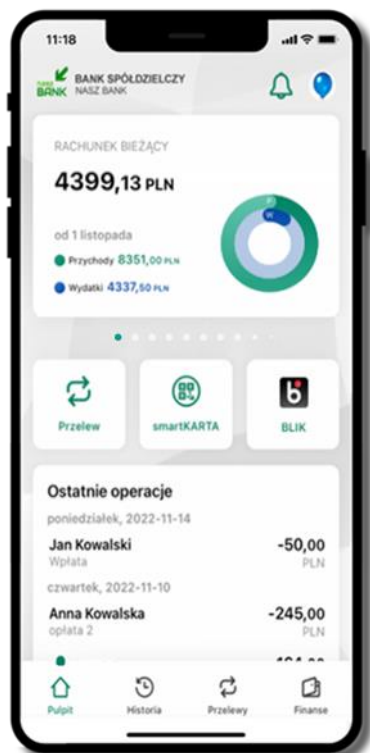 11:18
NASZ
BANK
BANK SPÓŁDZIELCZY
NASZ BANK
RACHUNEK BIEŻĄCY
4399,13 PLN
od 1 listopada
Przychody 8351,00 PLN
Wydatki 4337,50 PLN
P
W
Przelew
smartKARTA
BLIK
Ostatnie operacje
poniedziałek, 2022-11-14
Jan Kowalski -50,00
Wpłata PLN
czwartek, 2022-11-10
Anna Kowalska -245,00
opłata 2 PLN
Pulpit Historia Przelewy Finanse